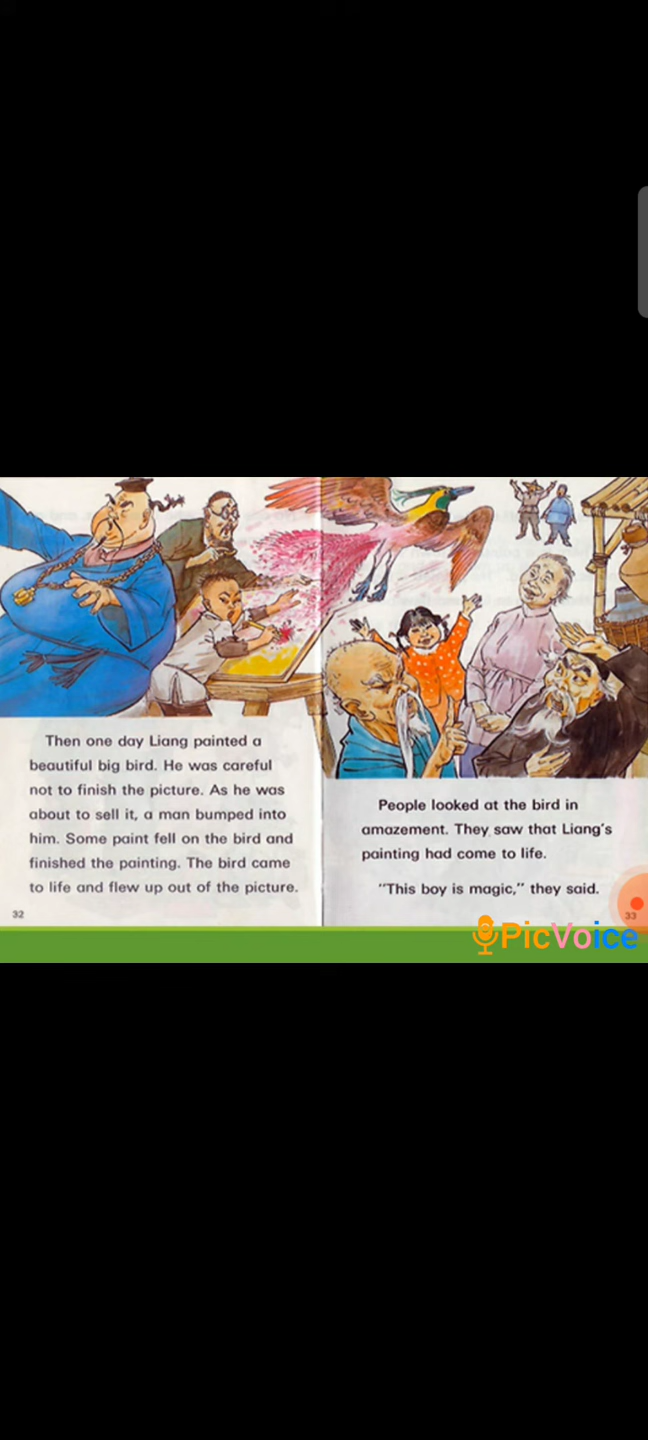 Then one day Liang painted a
beautiful big bird. He was careful
not to finish the picture. As he was
about to sell it, a man bumped into
him. Some paint fell on the bird and
finished the painting. The bird came
to life and flew up out of the picture.
32
People looked at the bird in
amazement. They saw that Liang's
painting had come to life.
"This boy is magic," they said.
33
PicVoice